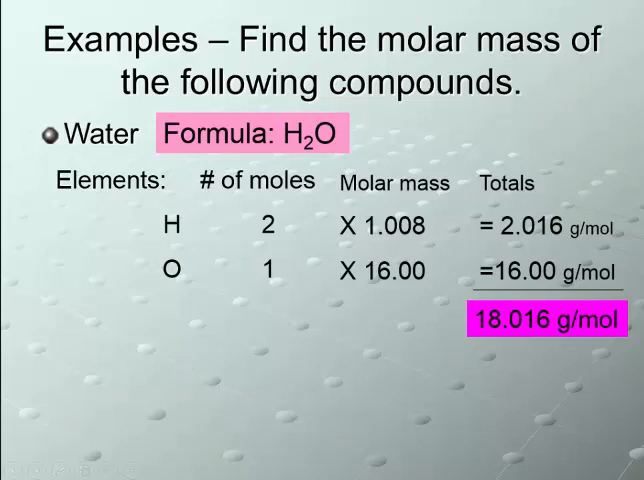 Examples – Find the molar mass of
the following compounds.
Water Formula: H₂O
Elements: # of moles Molar mass Totals
H 2 X 1.008 = 2.016 g/mol
O 1 X 16.00 =16.00 g/mol
18.016 g/mol